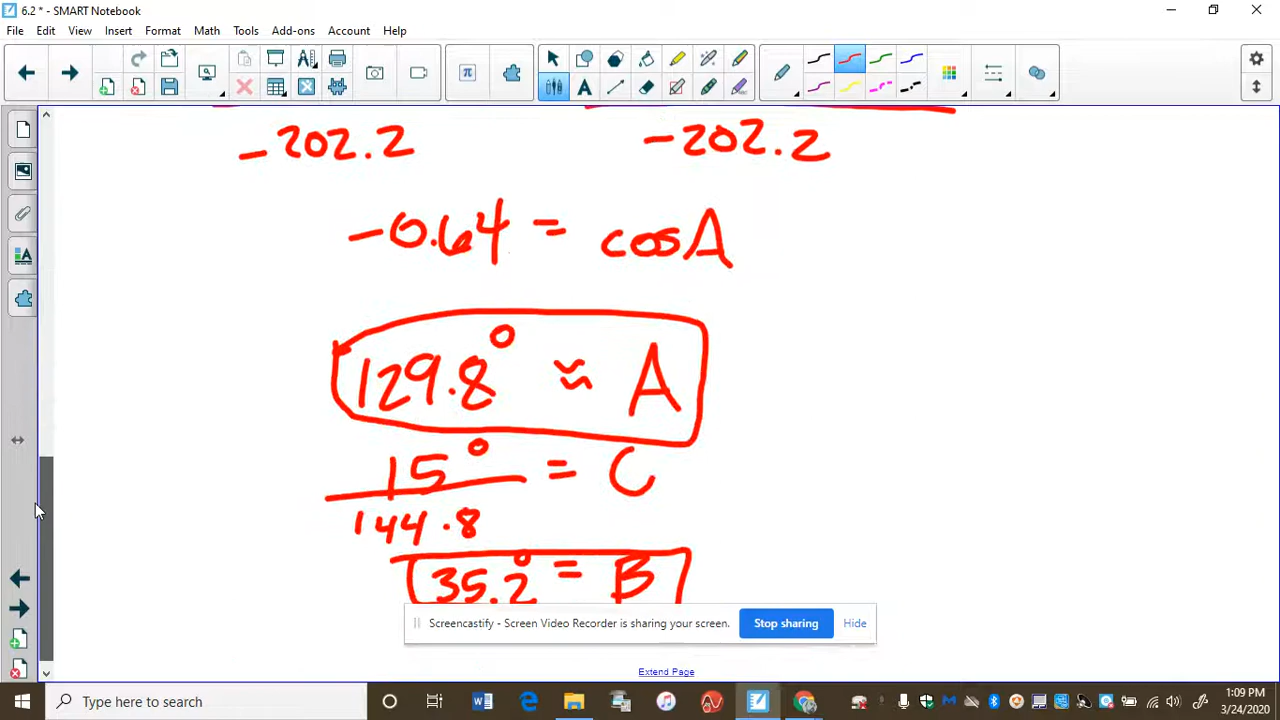 6.2 * - SMART Notebook
File Edit View Insert Format Math Tools Add-ons Account Help
-202.2 -202.2
-0.64 = cosA
129.8° ≈ A
15° = C
144.8
35.2° = B
Screencastify - Screen Video Recorder is sharing your screen. Stop sharing Hide
Extend Page
Type here to search
1:09 PM
3/24/2020